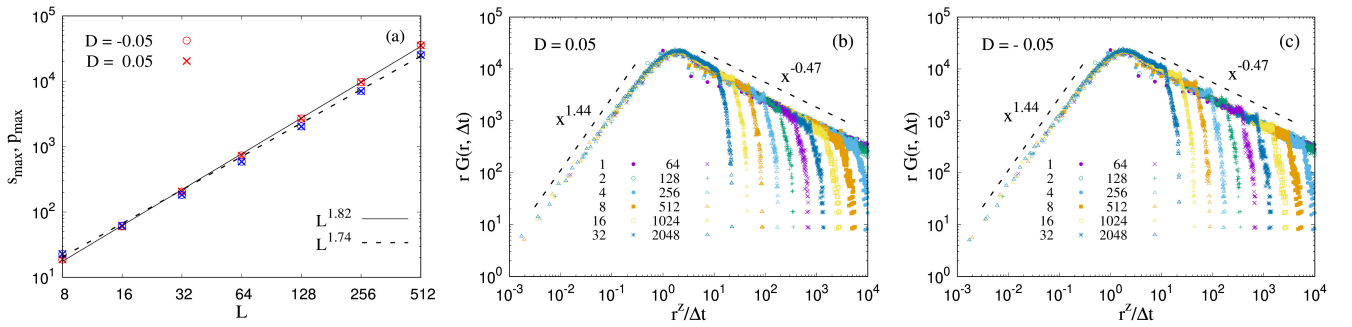 (a)
D = -0.05
D = 0.05
s_max, p_max
10^5
10^4
10^3
10^2
10^1
L^1.82
L^1.74
8 16 32 64 128 256 512
L
(b)
D = 0.05
r G(r, Δt)
10^5
10^4
10^3
10^2
10^1
10^0
x^1.44
x^-0.47
1 64
2 128
4 256
8 512
16 1024
32 2048
10^-3 10^-2 10^-1 10^0 10^1 10^2 10^3 10^4
r^z/Δt
(c)
D = - 0.05
r G(r, Δt)
10^5
10^4
10^3
10^2
10^1
10^0
x^1.44
x^-0.47
1 64
2 128
4 256
8 512
16 1024
32 2048
10^-3 10^-2 10^-1 10^0 10^1 10^2 10^3 10^4
r^z/Δt